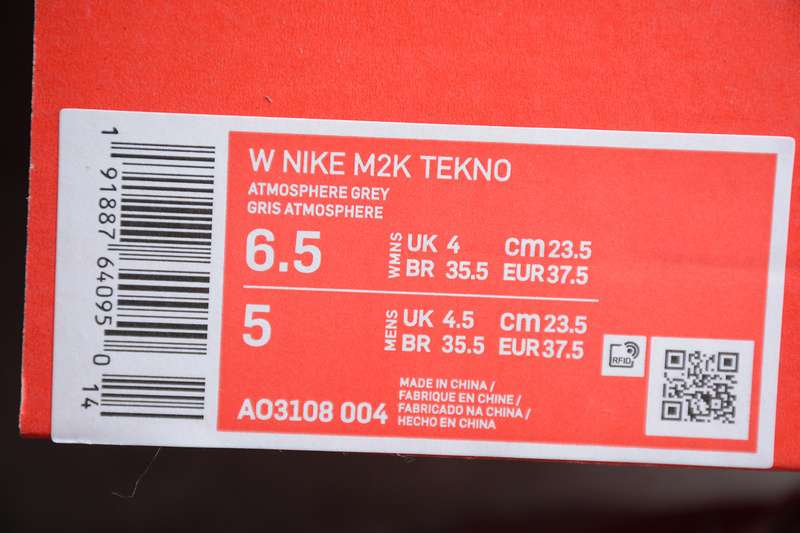 W NIKE M2K TEKNO
ATMOSPHERE GREY
GRIS ATMOSPHERE
6.5
WMNS
UK 4 cm 23.5
BR 35.5 EUR 37.5
5
MENS
UK 4.5 cm 23.5
BR 35.5 EUR 37.5
AO3108 004
MADE IN CHINA /
FABRIQUE EN CHINE /
FABRICADO NA CHINA /
HECHO EN CHINA
RFID
1 91887 64095 0 14